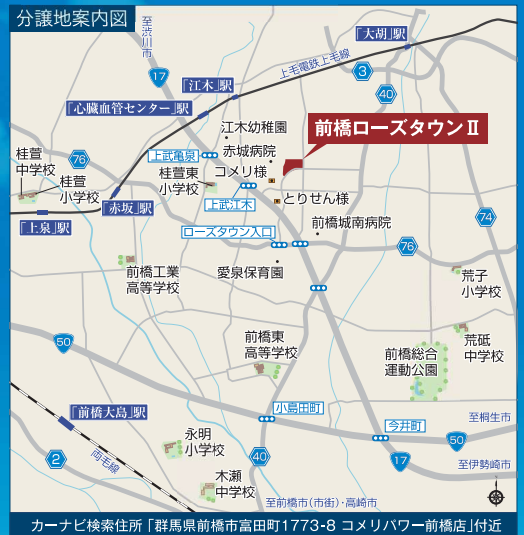 分譲地案内図
至渋川市
17
「大胡」駅
上毛電鉄上毛線
3
40
「江木」駅
「心臓血管センター」駅
江木幼稚園
前橋ローズタウンⅡ
76
上武亀泉
赤城病院
桂萱
中学校
桂萱
小学校
桂萱東
小学校
コメリ様
上武江木
とりせん様
「赤坂」駅
「上泉」駅
ローズタウン入口
前橋城南病院
74
76
前橋工業
高等学校
愛泉保育園
荒子
小学校
50
前橋東
高等学校
前橋総合
運動公園
荒砥
中学校
「前橋大島」駅
小島田町
今井町
至桐生市
50
永明
小学校
2
両毛線
40
17
至伊勢崎市
木瀬
中学校
至前橋市(市街)・高崎市
カーナビ検索住所「群馬県前橋市富田町1773-8 コメリパワー前橋店」付近